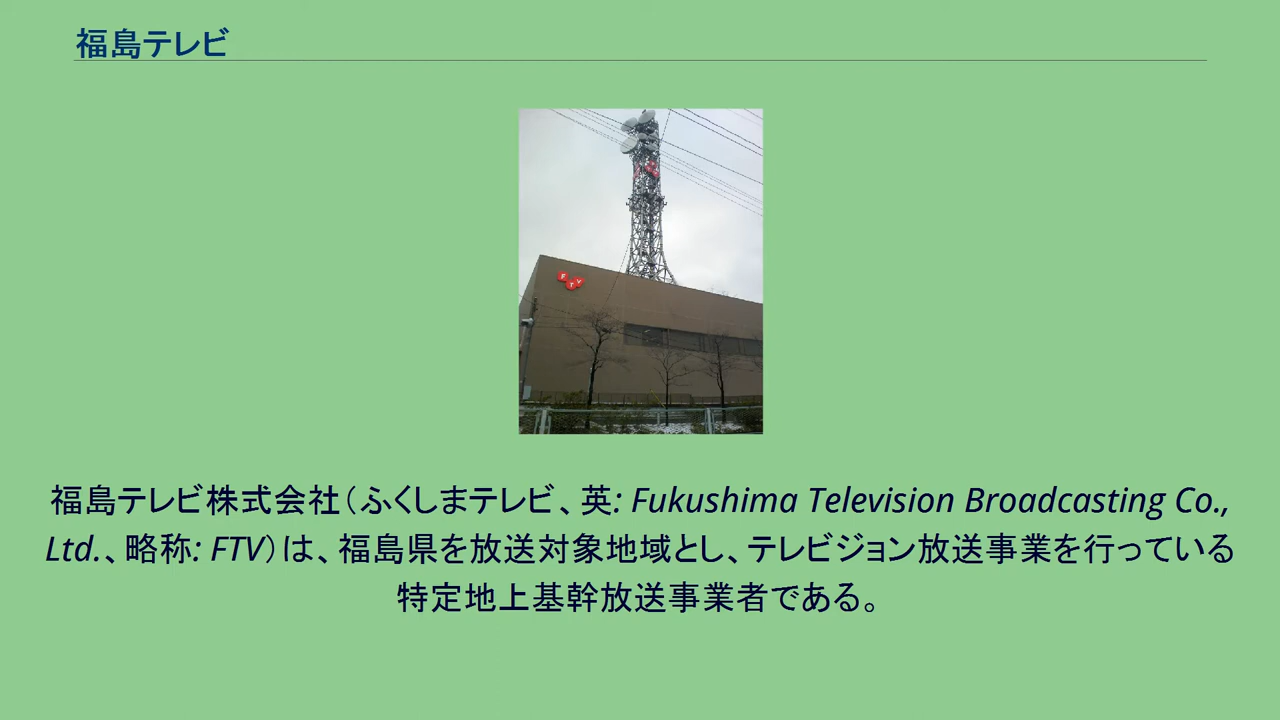 福島テレビ
F
T
V
福島テレビ株式会社（ふくしまテレビ、英: Fukushima Television Broadcasting Co.,
Ltd.、略称: FTV）は、福島県を放送対象地域とし、テレビジョン放送事業を行っている
特定地上基幹放送事業者である。